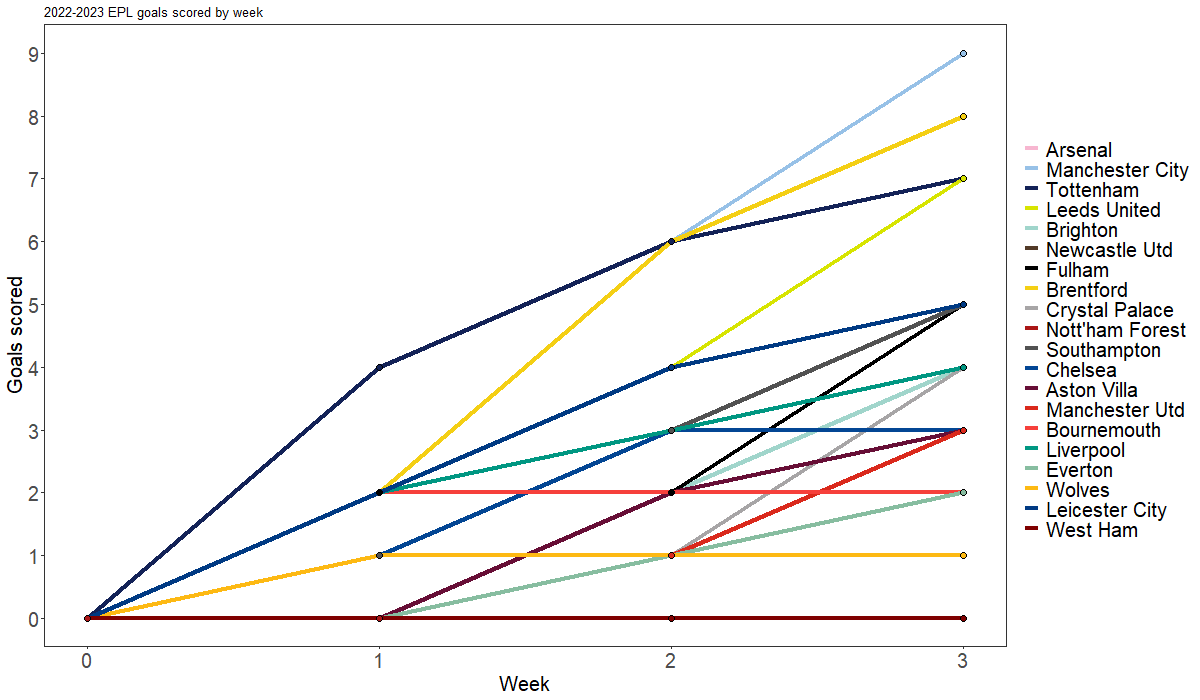 2022-2023 EPL goals scored by week
9
8
7
6
5
4
3
2
1
0
Goals scored
0 1 2 3
Week
Arsenal
Manchester City
Tottenham
Leeds United
Brighton
Newcastle Utd
Fulham
Brentford
Crystal Palace
Nott'ham Forest
Southampton
Chelsea
Aston Villa
Manchester Utd
Bournemouth
Liverpool
Everton
Wolves
Leicester City
West Ham